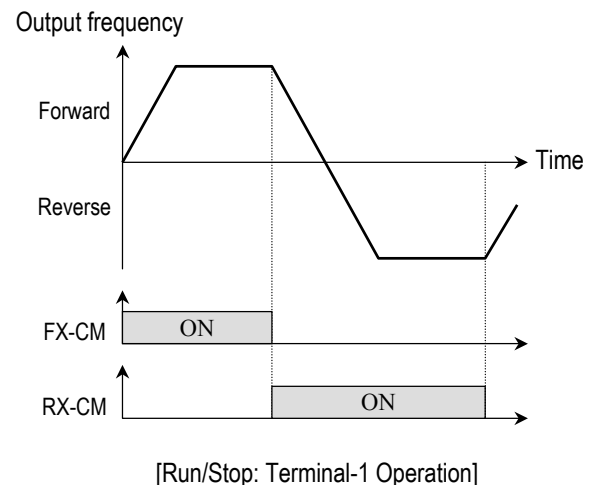 Output frequency
Forward
Time
Reverse
FX-CM
ON
RX-CM
ON
[Run/Stop: Terminal-1 Operation]